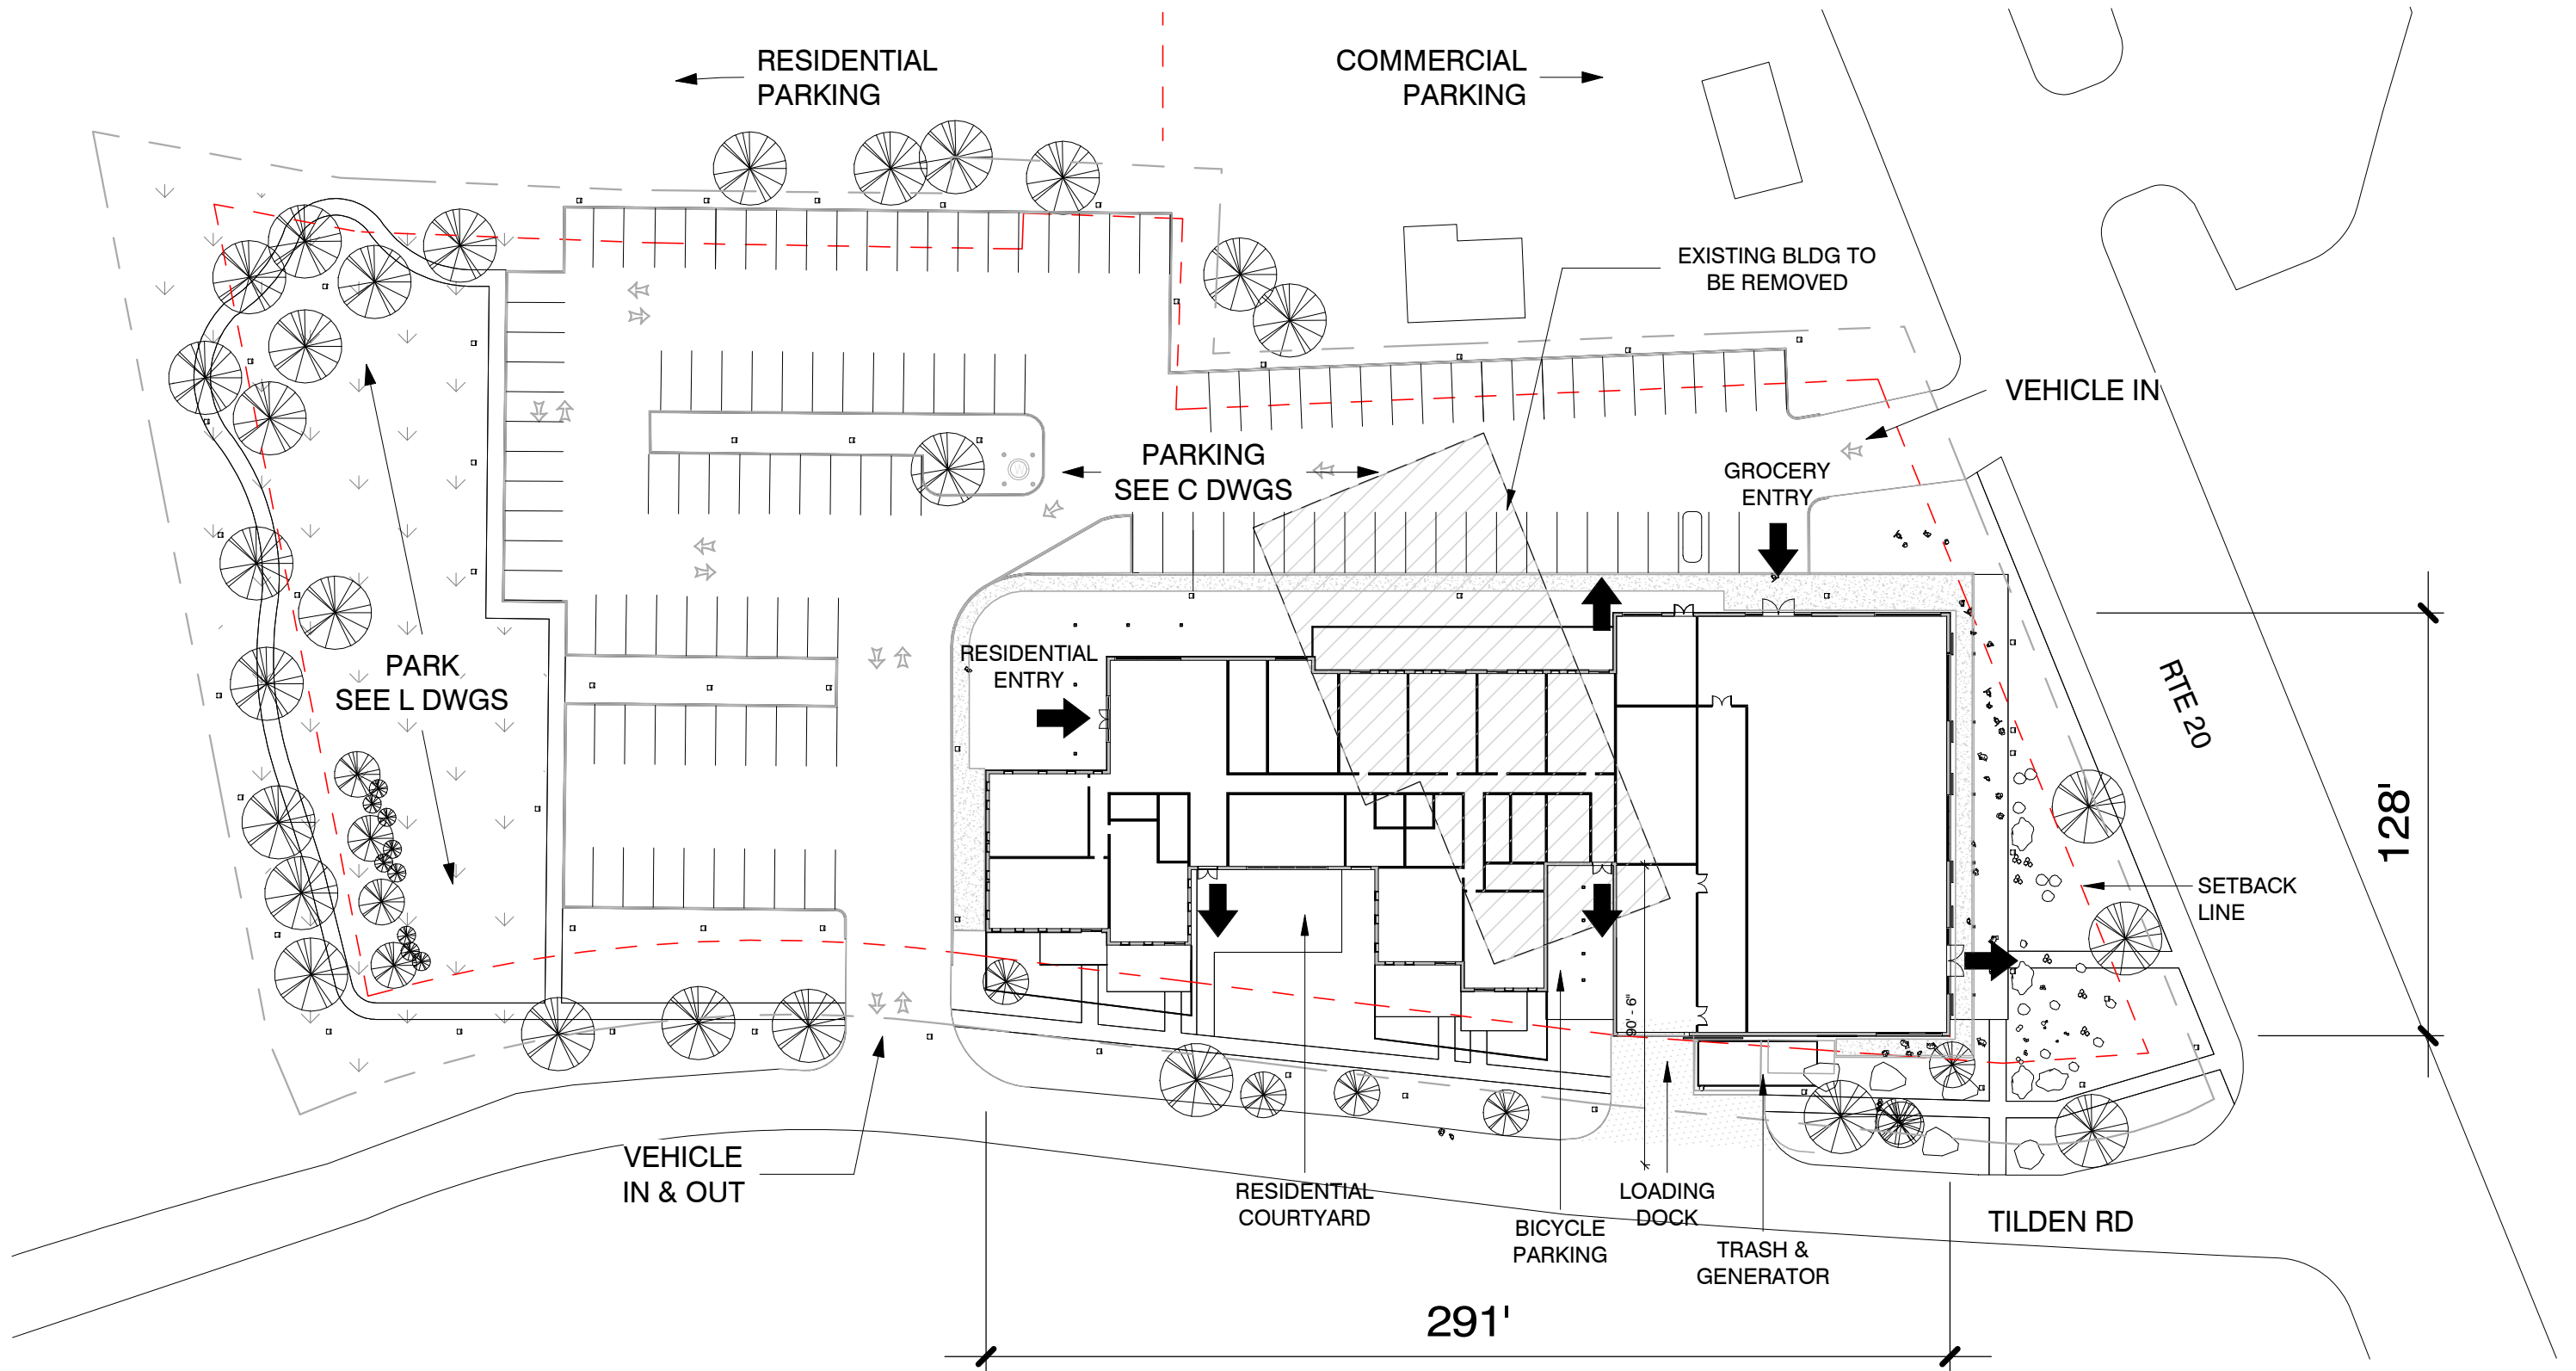 RESIDENTIAL
PARKING
COMMERCIAL
PARKING
EXISTING BLDG TO
BE REMOVED
VEHICLE IN
PARKING
SEE C DWGS
GROCERY
ENTRY
RESIDENTIAL
ENTRY
PARK
SEE L DWGS
RTE 20
128'
SETBACK
LINE
90' - 6"
VEHICLE
IN & OUT
RESIDENTIAL
COURTYARD
BICYCLE
PARKING
LOADING
DOCK
TRASH &
GENERATOR
TILDEN RD
291'